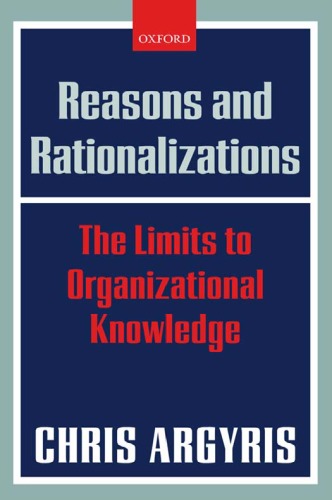 OXFORD
Reasons and
Rationalizations
The Limits to
Organizational
Knowledge
CHRIS ARGYRIS